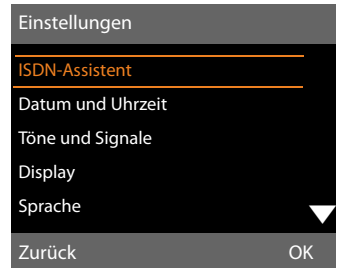 Einstellungen
ISDN-Assistent
Datum und Uhrzeit
Töne und Signale
Display
Sprache
Zurück OK